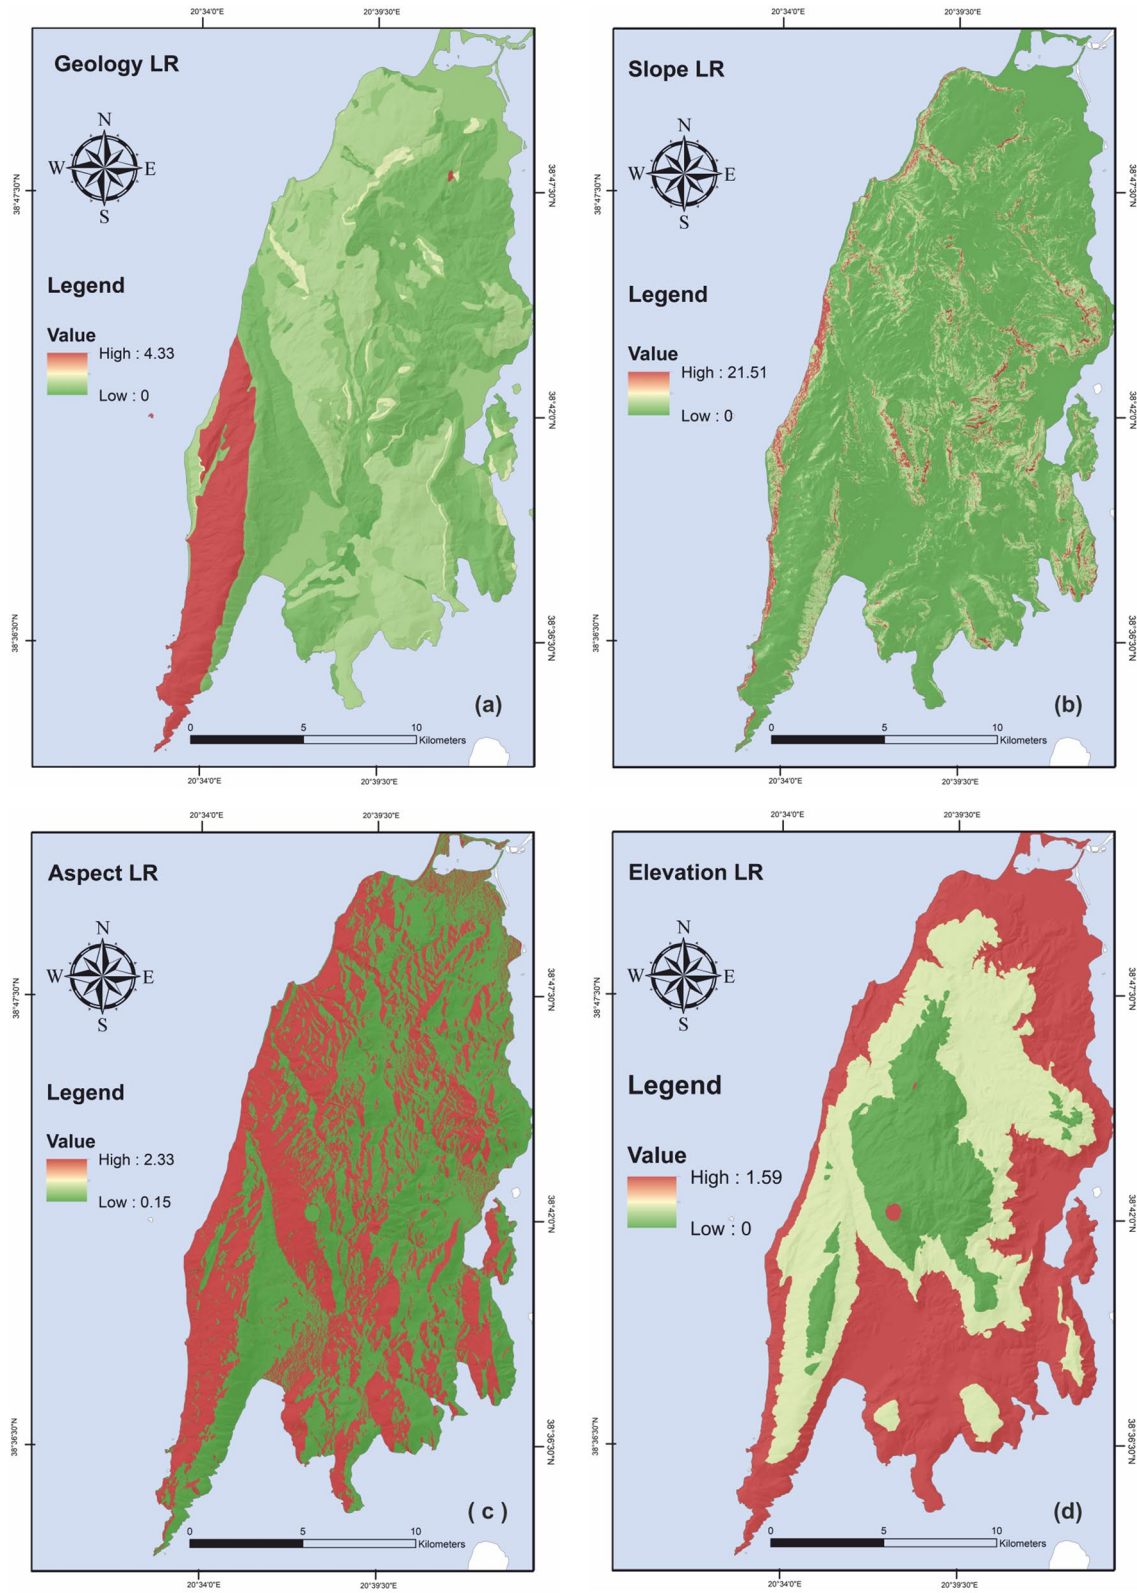 20°34'0"E 20°39'30"E
Geology LR
N
W E
S
38°47'30"N 38°47'30"N
Legend
Value
High : 4.33
Low : 0
38°42'0"N
38°36'30"N 38°36'30"N
(a)
0 5 10
Kilometers
20°34'0"E 20°39'30"E
20°34'0"E 20°39'30"E
Slope LR
N
W E
S
38°47'30"N 38°47'30"N
Legend
Value
High : 21.51
Low : 0
38°42'0"N
38°36'30"N 38°36'30"N
(b)
0 5 10
Kilometers
20°34'0"E 20°39'30"E
20°34'0"E 20°39'30"E
Aspect LR
N
W E
S
38°47'30"N 38°47'30"N
Legend
Value
High : 2.33
Low : 0.15
38°42'0"N
38°36'30"N 38°36'30"N
( c )
0 5 10
Kilometers
20°34'0"E 20°39'30"E
20°34'0"E 20°39'30"E
Elevation LR
N
W E
S
38°47'30"N 38°47'30"N
Legend
Value
High : 1.59
Low : 0
38°42'0"N
38°36'30"N 38°36'30"N
(d)
0 5 10
Kilometers
20°34'0"E 20°39'30"E